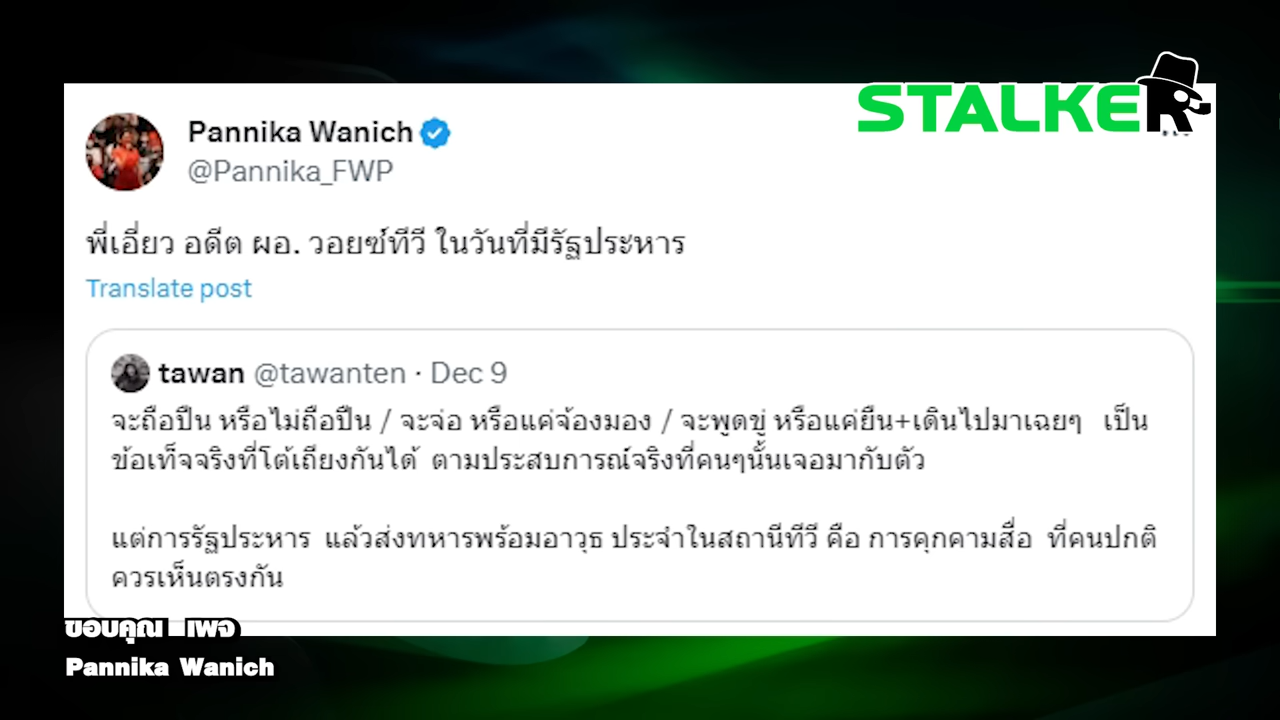 STALKER
Pannika Wanich
@Pannika_FWP
พี่เอี่ยว อดีต ผอ. วอยซ์ทีวี ในวันที่มีรัฐประหาร
Translate post
tawan @tawanten · Dec 9
จะถือปืน หรือไม่ถือปืน / จะจ่อ หรือแค่จ้องมอง / จะพูดขู่ หรือแค่ยืน+เดินไปมาเฉยๆ เป็น
ข้อเท็จจริงที่โต้เถียงกันได้ ตามประสบการณ์จริงที่คนๆนั้นเจอมากับตัว
แต่การรัฐประหาร แล้วส่งทหารพร้อมอาวุธ ประจำในสถานีทีวี คือ การคุกคามสื่อ ที่คนปกติ
ควรเห็นตรงกัน
ขอบคุณ เพจ
Pannika Wanich